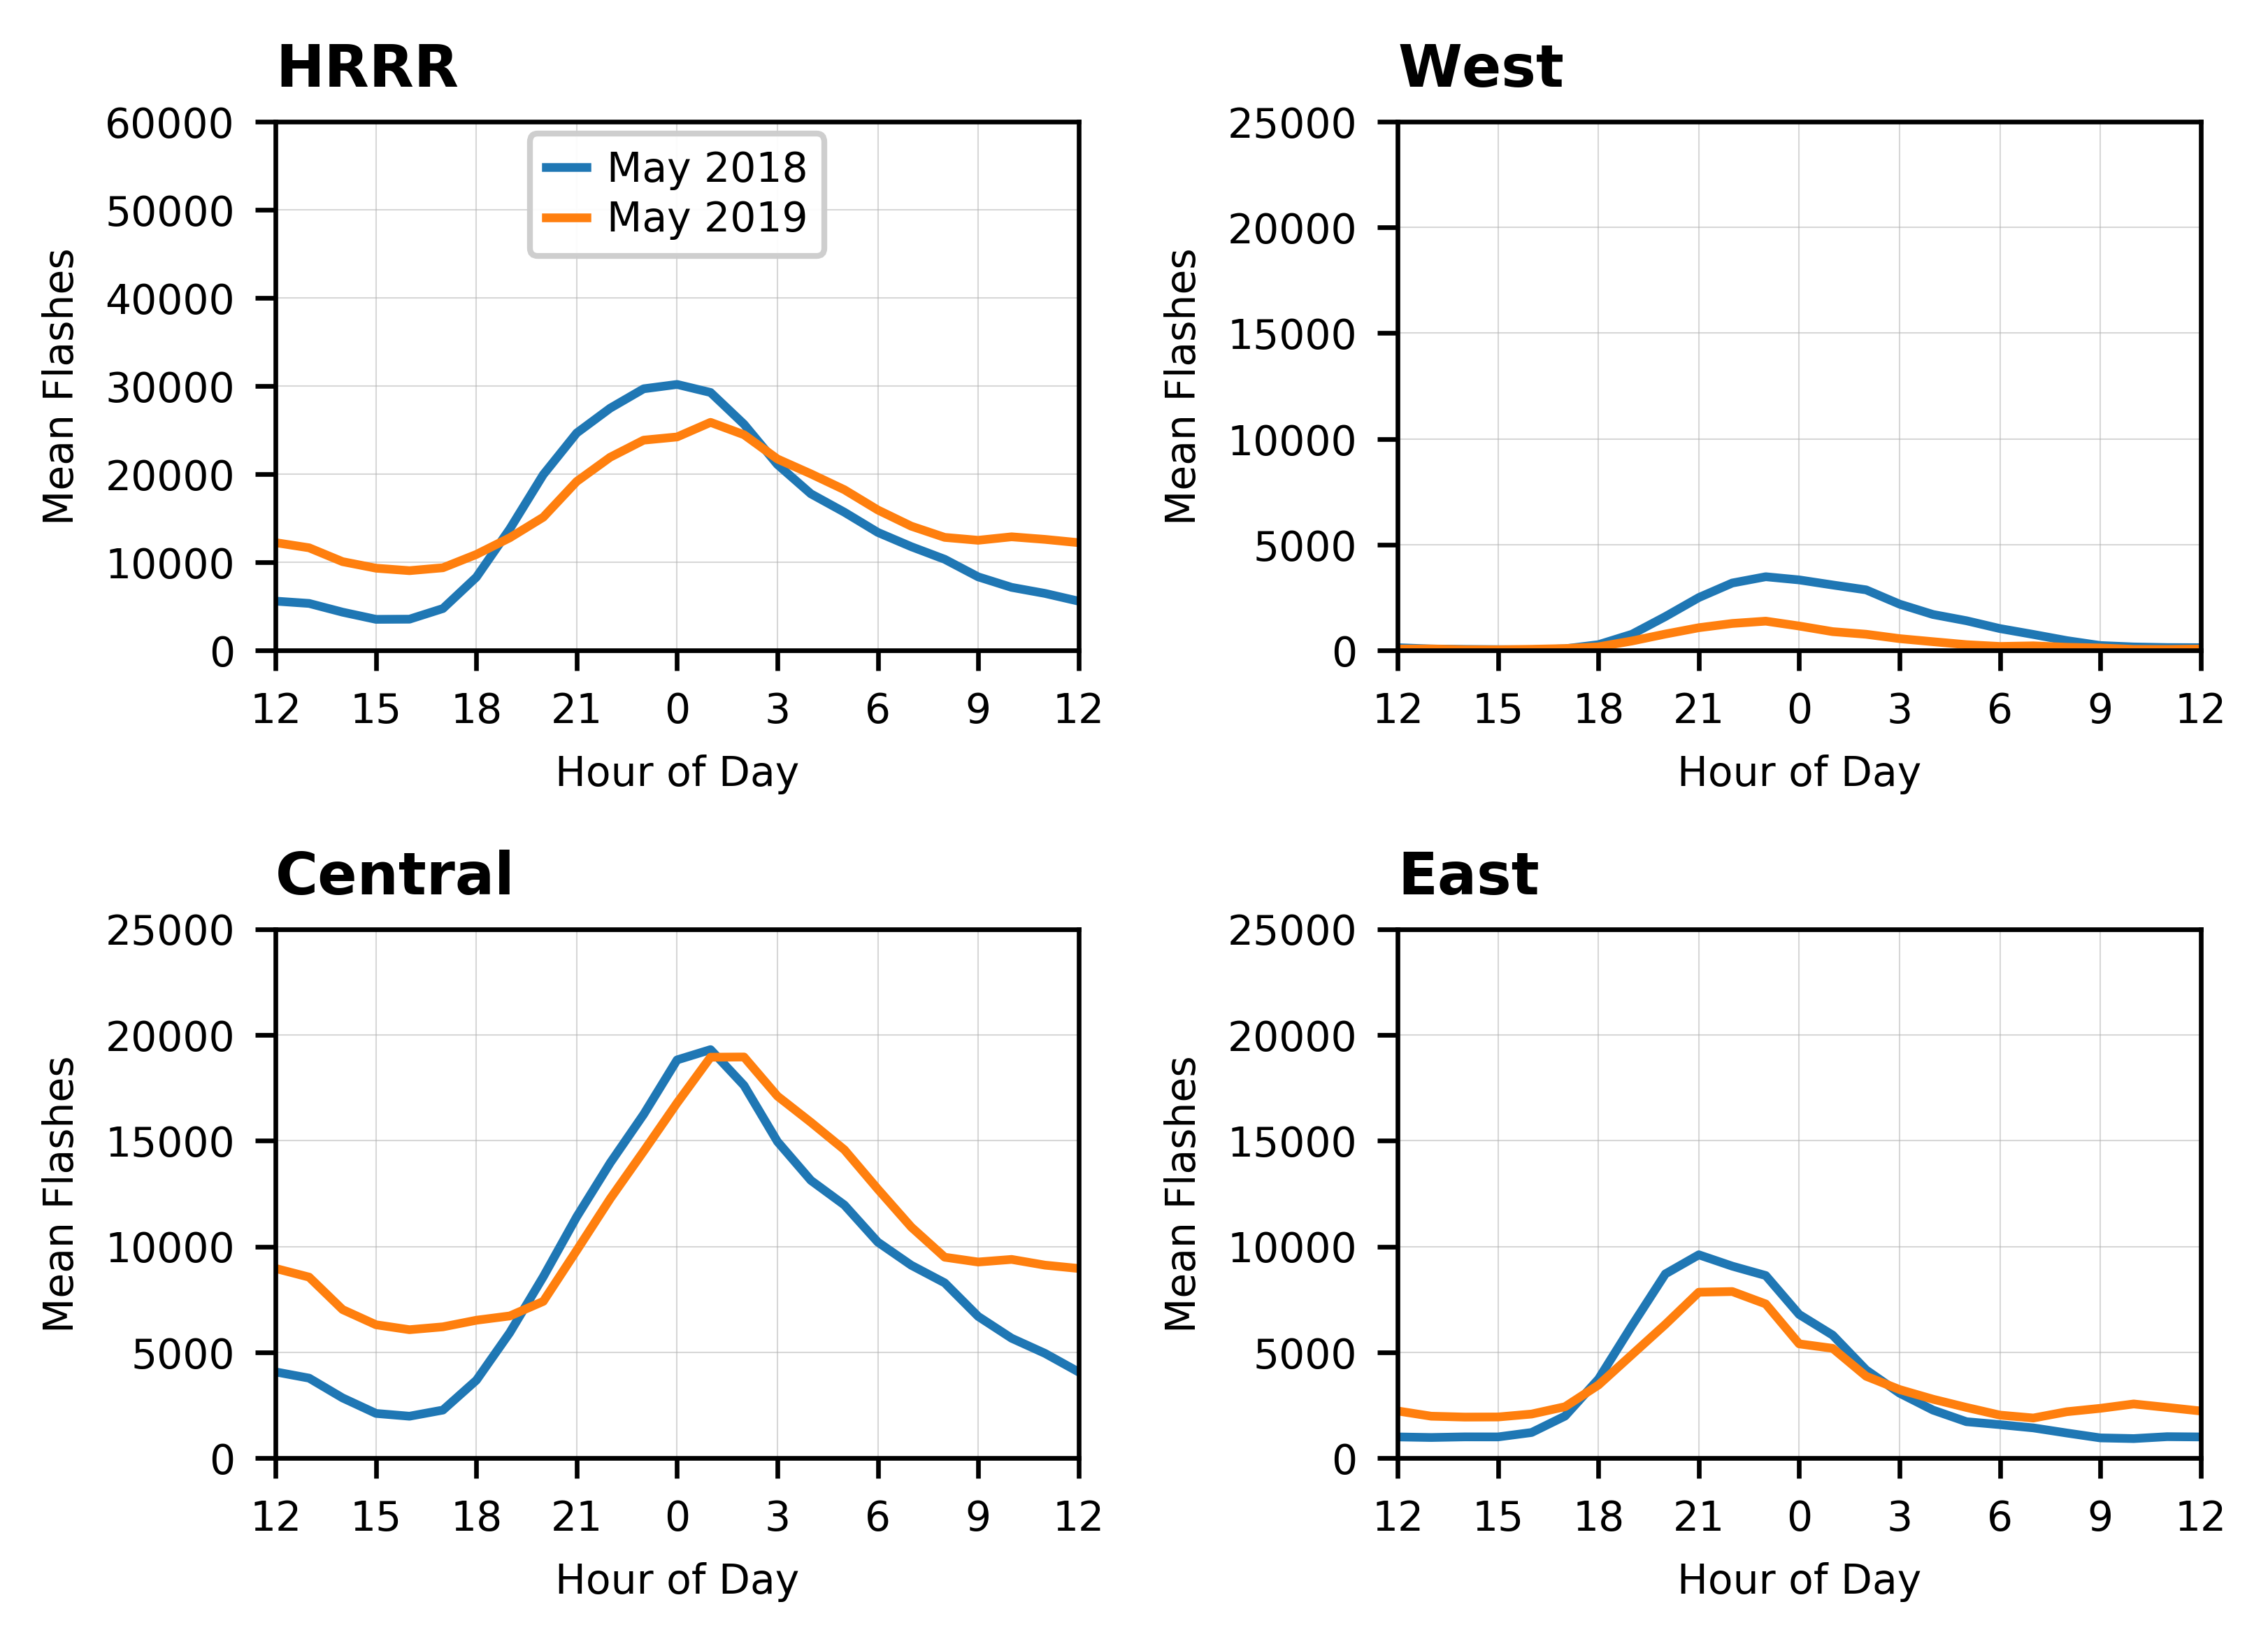 HRRR
60000
50000
40000
30000
20000
10000
0
Mean Flashes
May 2018
May 2019
12 15 18 21 0 3 6 9 12
Hour of Day
West
25000
20000
15000
10000
5000
0
Mean Flashes
12 15 18 21 0 3 6 9 12
Hour of Day
Central
25000
20000
15000
10000
5000
0
Mean Flashes
12 15 18 21 0 3 6 9 12
Hour of Day
East
25000
20000
15000
10000
5000
0
Mean Flashes
12 15 18 21 0 3 6 9 12
Hour of Day